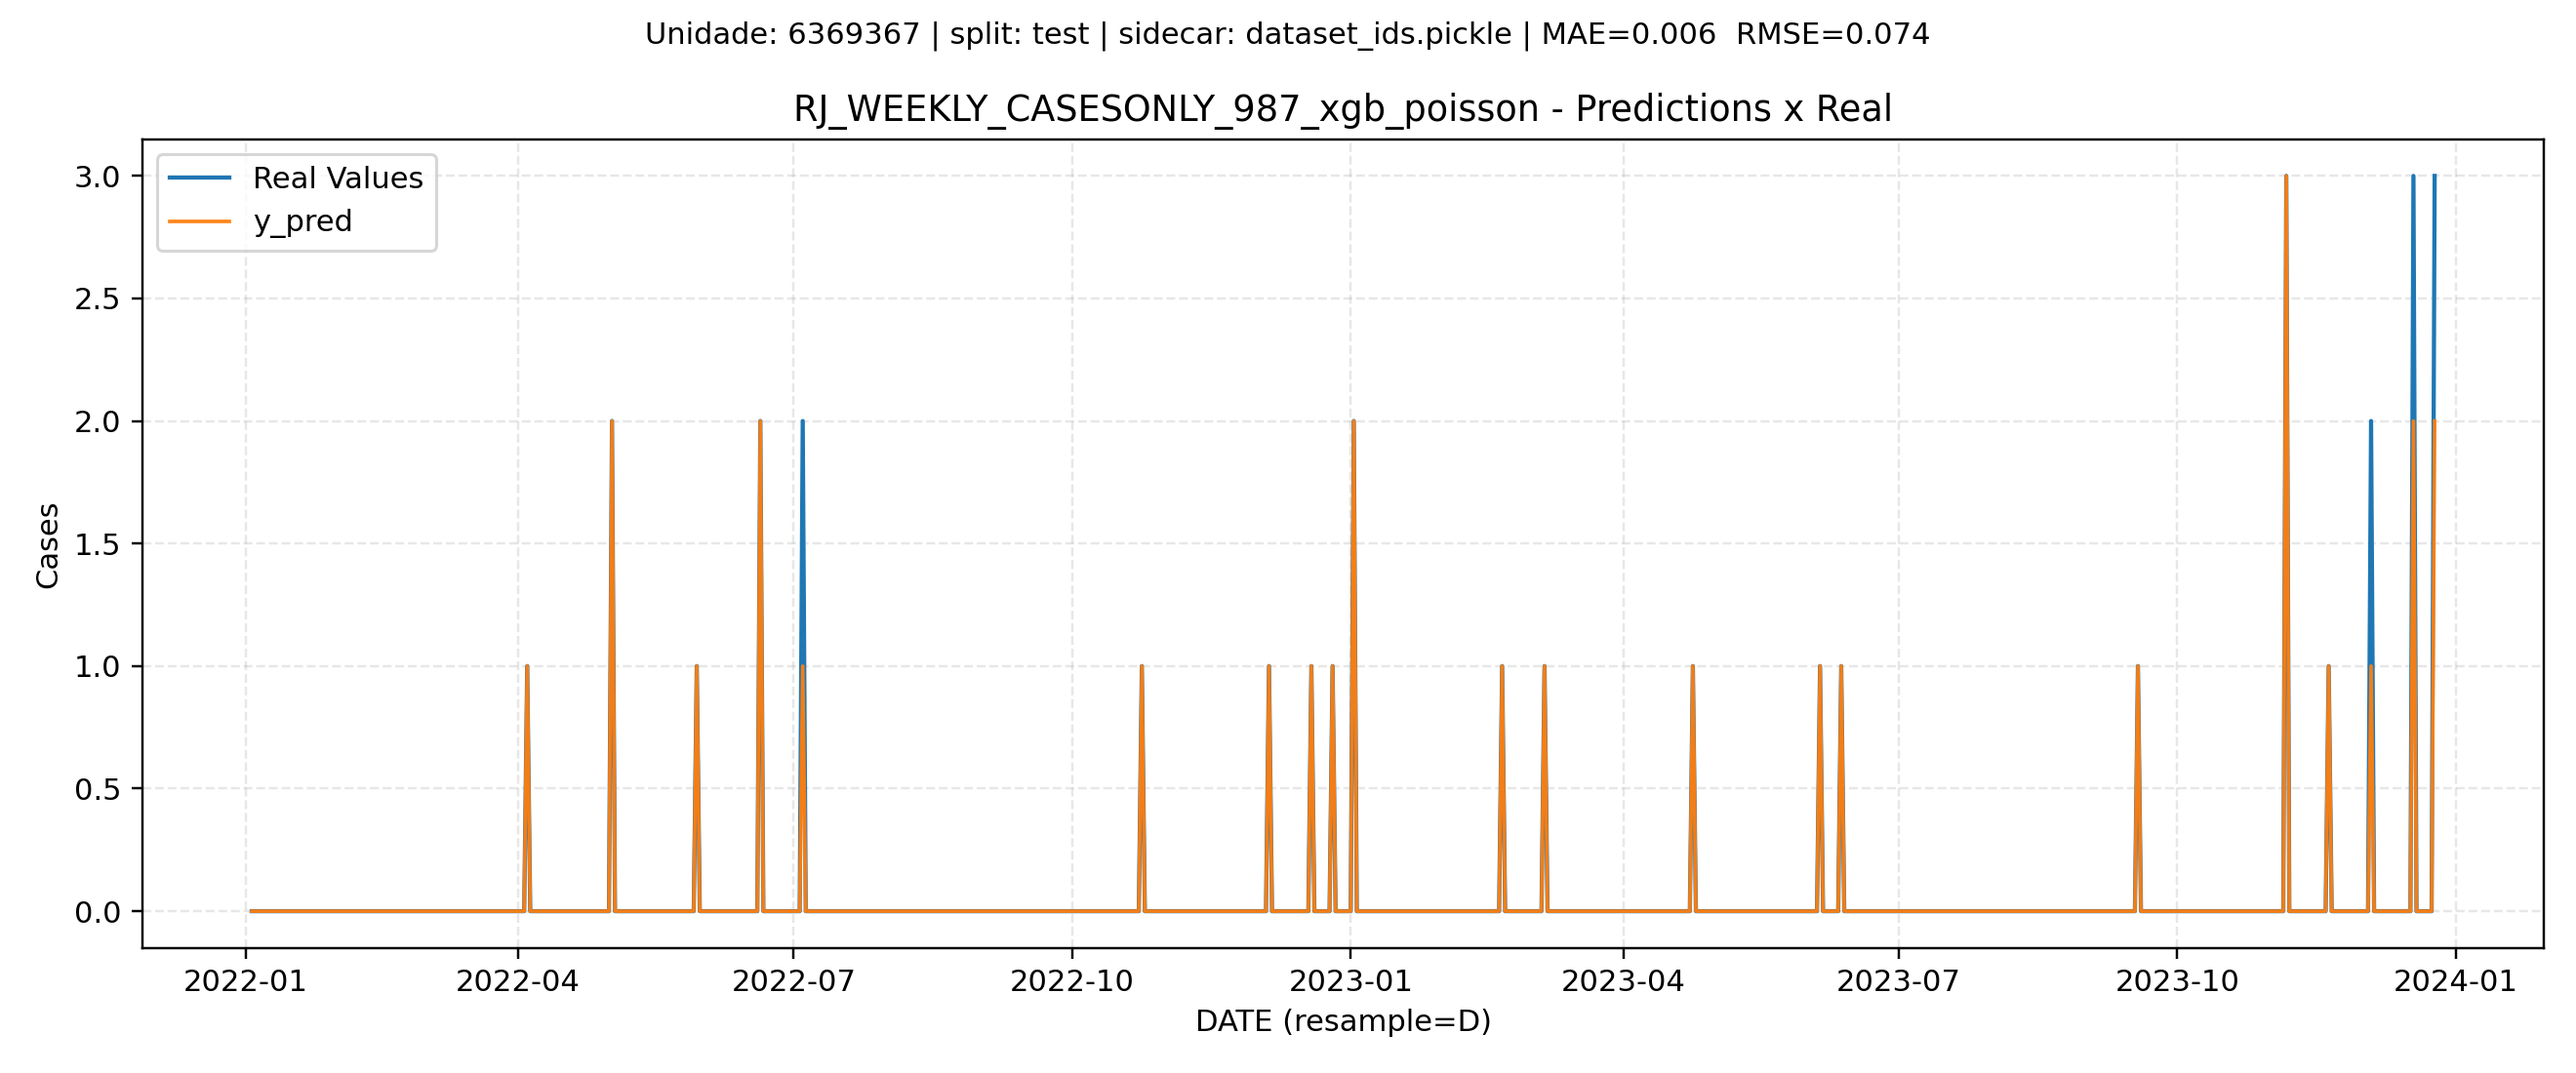 Unidade: 6369367 | split: test | sidecar: dataset_ids.pickle | MAE=0.006  RMSE=0.074
RJ_WEEKLY_CASESONLY_987_xgb_poisson - Predictions x Real
Real Values
y_pred
Cases
3.0
2.5
2.0
1.5
1.0
0.5
0.0
2022-01
2022-04
2022-07
2022-10
2023-01
2023-04
2023-07
2023-10
2024-01
DATE (resample=D)